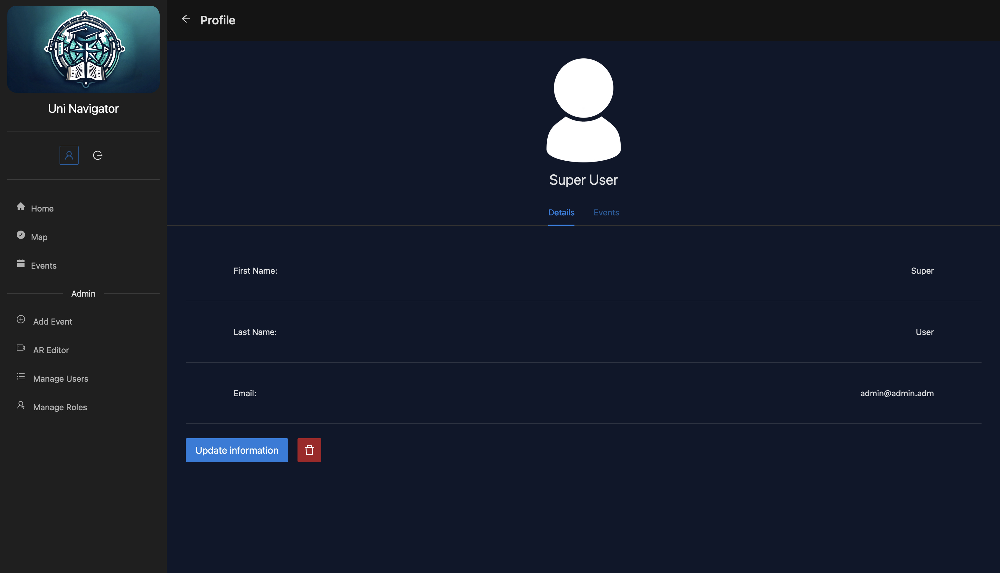 Uni Navigator
Home
Map
Events
Admin
Add Event
AR Editor
Manage Users
Manage Roles
Profile
Super User
Details Events
First Name: Super
Last Name: User
Email: admin@admin.adm
Update information